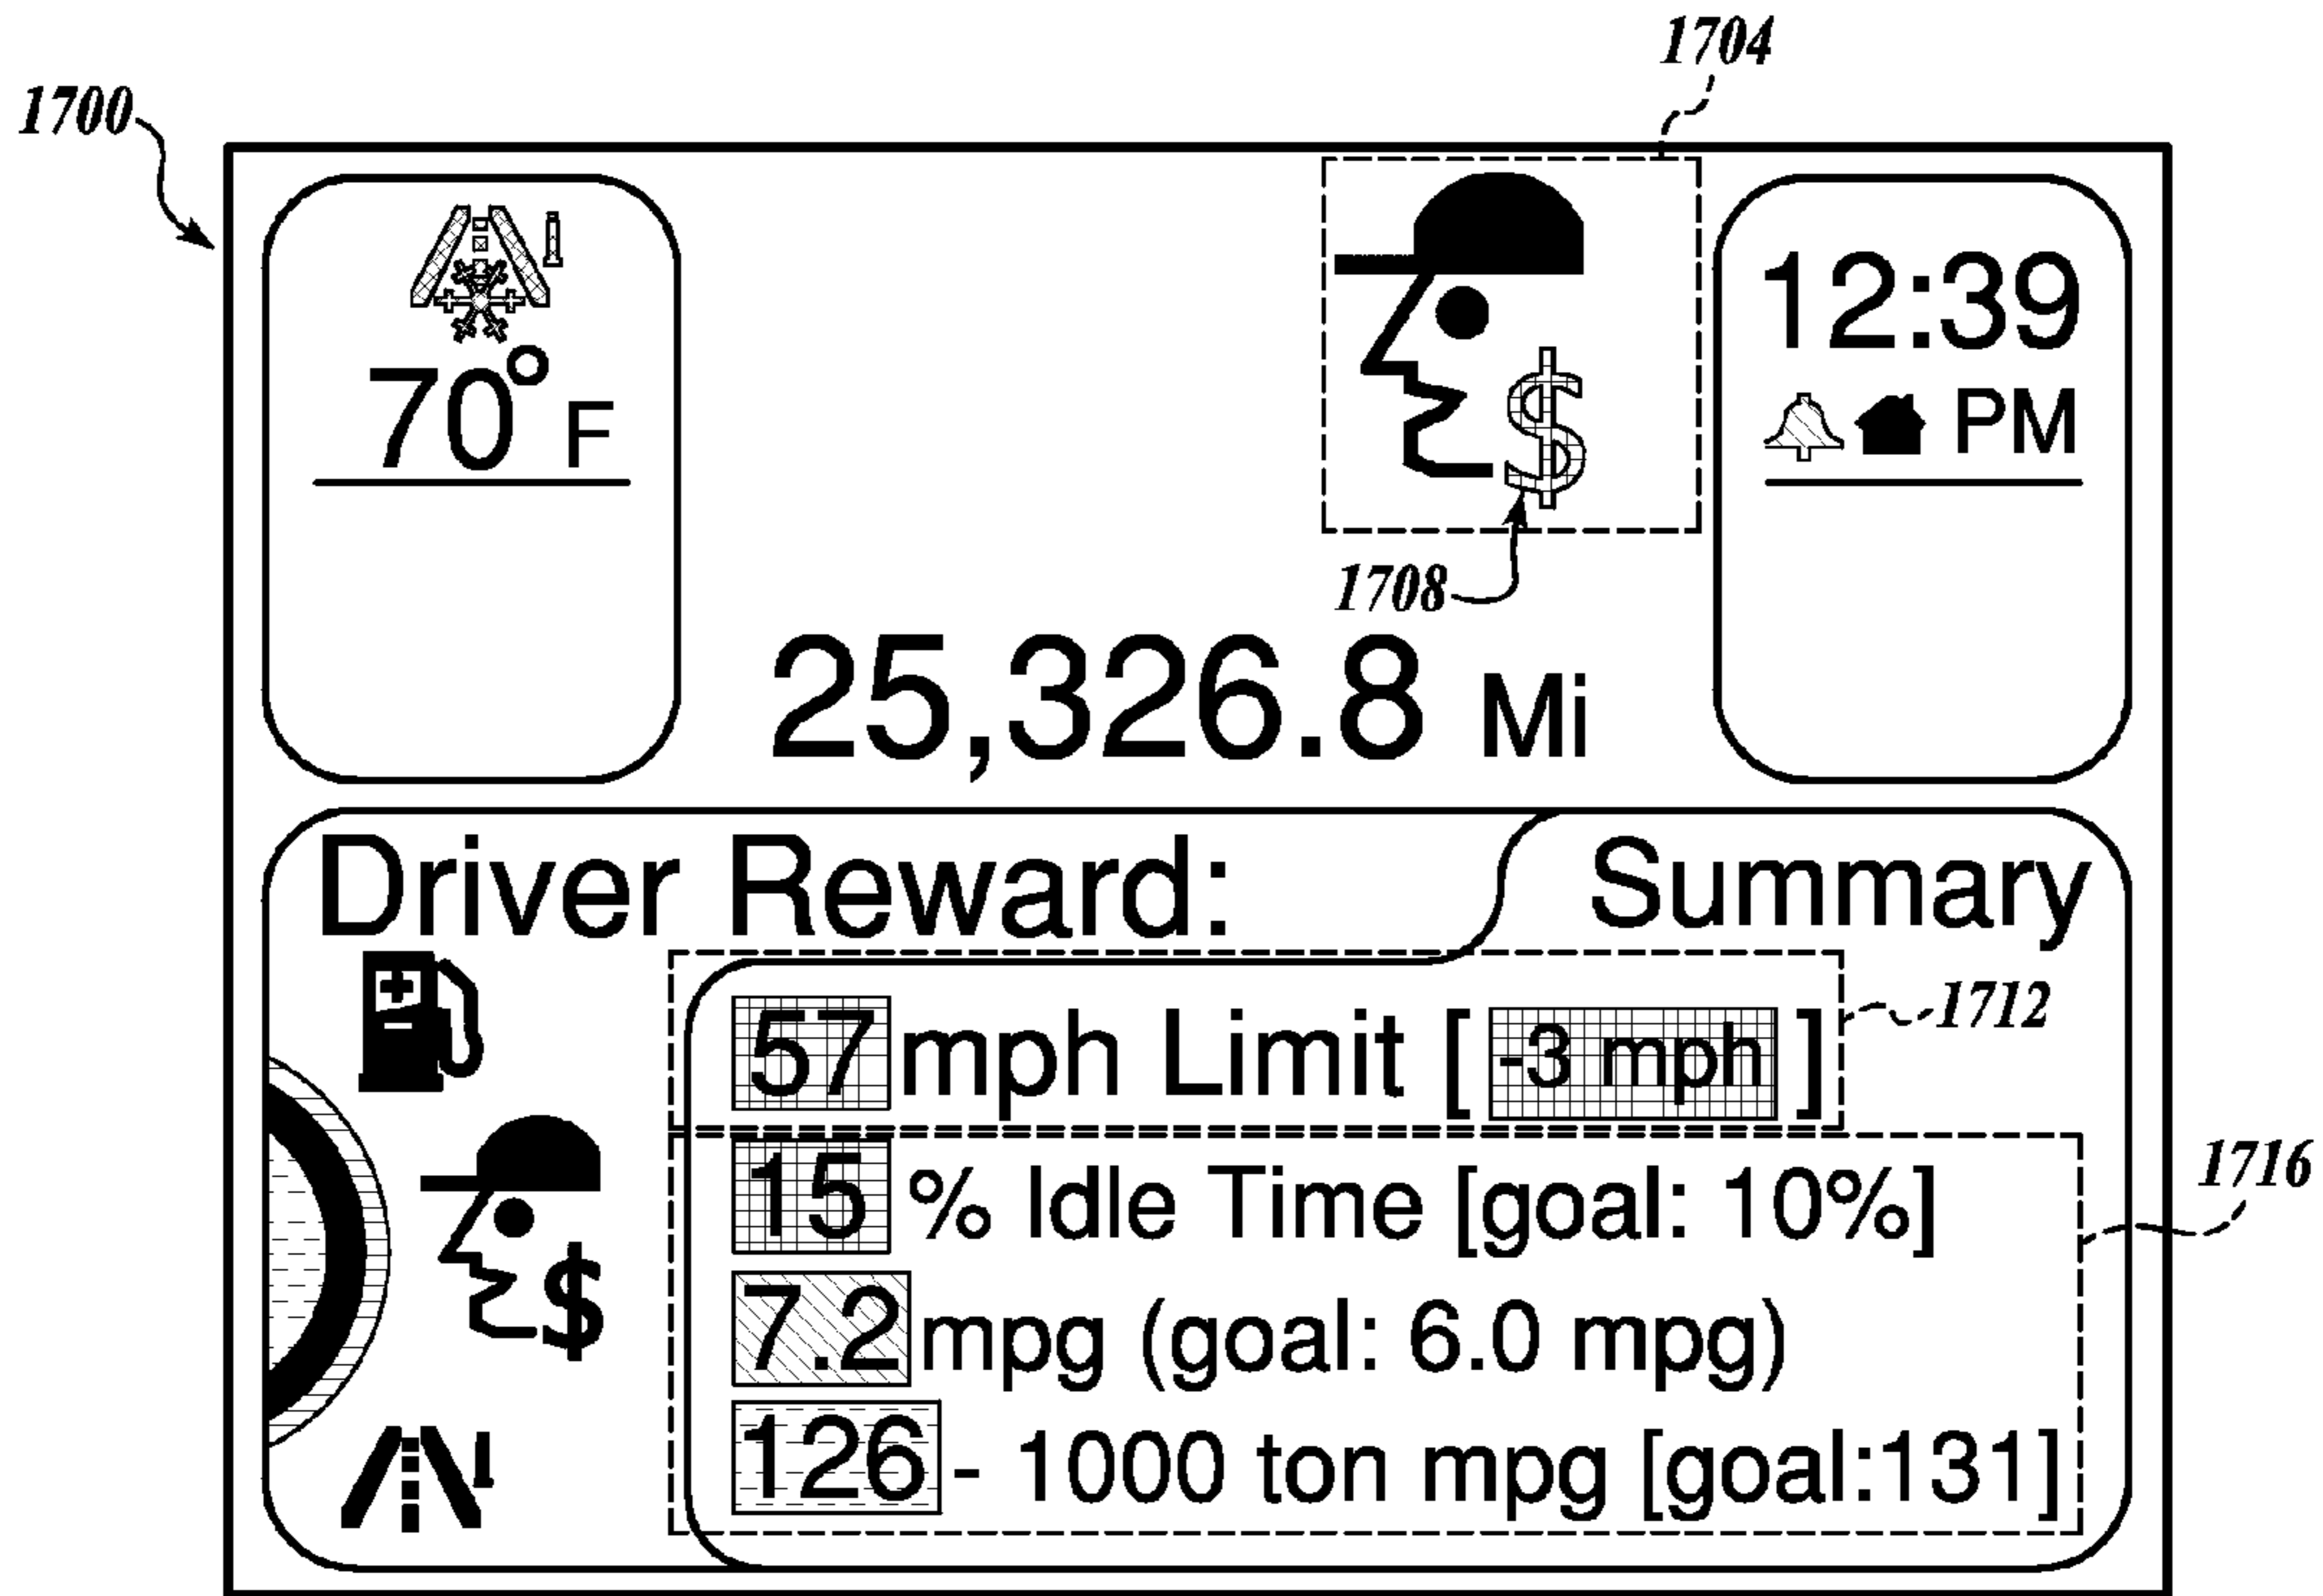 1704
1700
70°F
12:39
PM
$
1708
25,326.8 Mi
Driver Reward:
Summary
57 mph Limit [ -3 mph ]
1712
15 % Idle Time [goal: 10%]
1716
$
7.2 mpg (goal: 6.0 mpg)
126 - 1000 ton mpg [goal:131]